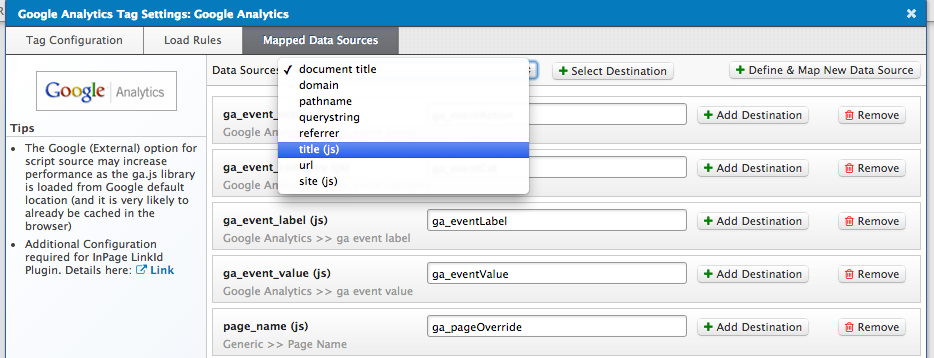 Google Analytics Tag Settings: Google Analytics
Tag Configuration
Load Rules
Mapped Data Sources
Google Analytics
Tips
The Google (External) option for
script source may increase
performance as the ga.js library
is loaded from Google default
location (and it is very likely to
already be cached in the
browser)
Additional Configuration
required for InPage LinkId
Plugin. Details here: Link
Data Sources
✓ document title
domain
pathname
querystring
referrer
title (js)
url
site (js)
+ Select Destination
+ Define & Map New Data Source
ga_event_
Google An
+ Add Destination
Remove
ga_event_
Google An
+ Add Destination
Remove
ga_event_label (js)
Google Analytics >> ga event label
ga_eventLabel
+ Add Destination
Remove
ga_event_value (js)
Google Analytics >> ga event value
ga_eventValue
+ Add Destination
Remove
page_name (js)
Generic >> Page Name
ga_pageOverride
+ Add Destination
Remove